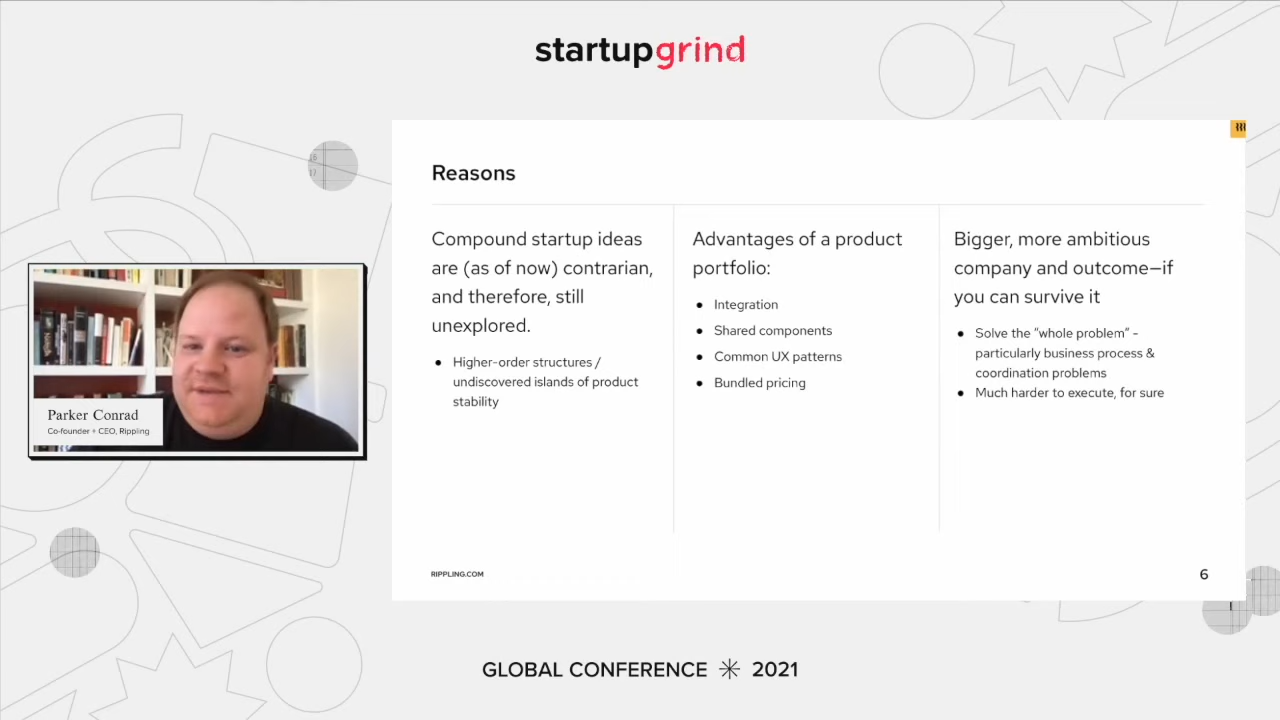 startupgrind
Reasons
Compound startup ideas
are (as of now) contrarian,
and therefore, still
unexplored.
● Higher-order structures /
undiscovered islands of product
stability
Advantages of a product
portfolio:
● Integration
● Shared components
● Common UX patterns
● Bundled pricing
Bigger, more ambitious
company and outcome—if
you can survive it
● Solve the “whole problem” -
particularly business process &
coordination problems
● Much harder to execute, for sure
RIPPLING.COM
6
Parker Conrad
Co-founder + CEO, Rippling
16
17
GLOBAL CONFERENCE ✳ 2021